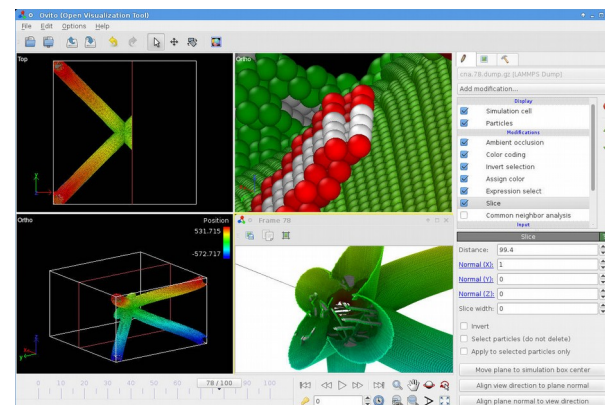 Ovito (Open Visualization Tool)
File Edit Options Help
Top
Ortho
Ortho
Position
531.715
-572.717
Frame 78
cna.78.dump.gz [LAMMPS Dump]
Add modification...
Display
Simulation cell
Particles
Modifications
Ambient occlusion
Color coding
Invert selection
Assign color
Expression select
Slice
Common neighbor analysis
Input
Slice
Distance: 99.4
Normal (X): 1
Normal (Y): 0
Normal (Z): 0
Slice width: 0
Invert
Select particles (do not delete)
Apply to selected particles only
Move plane to simulation box center
Align view direction to plane normal
Align plane normal to view direction
0 10 20 30 40 50 60 78 / 100 90 100
0